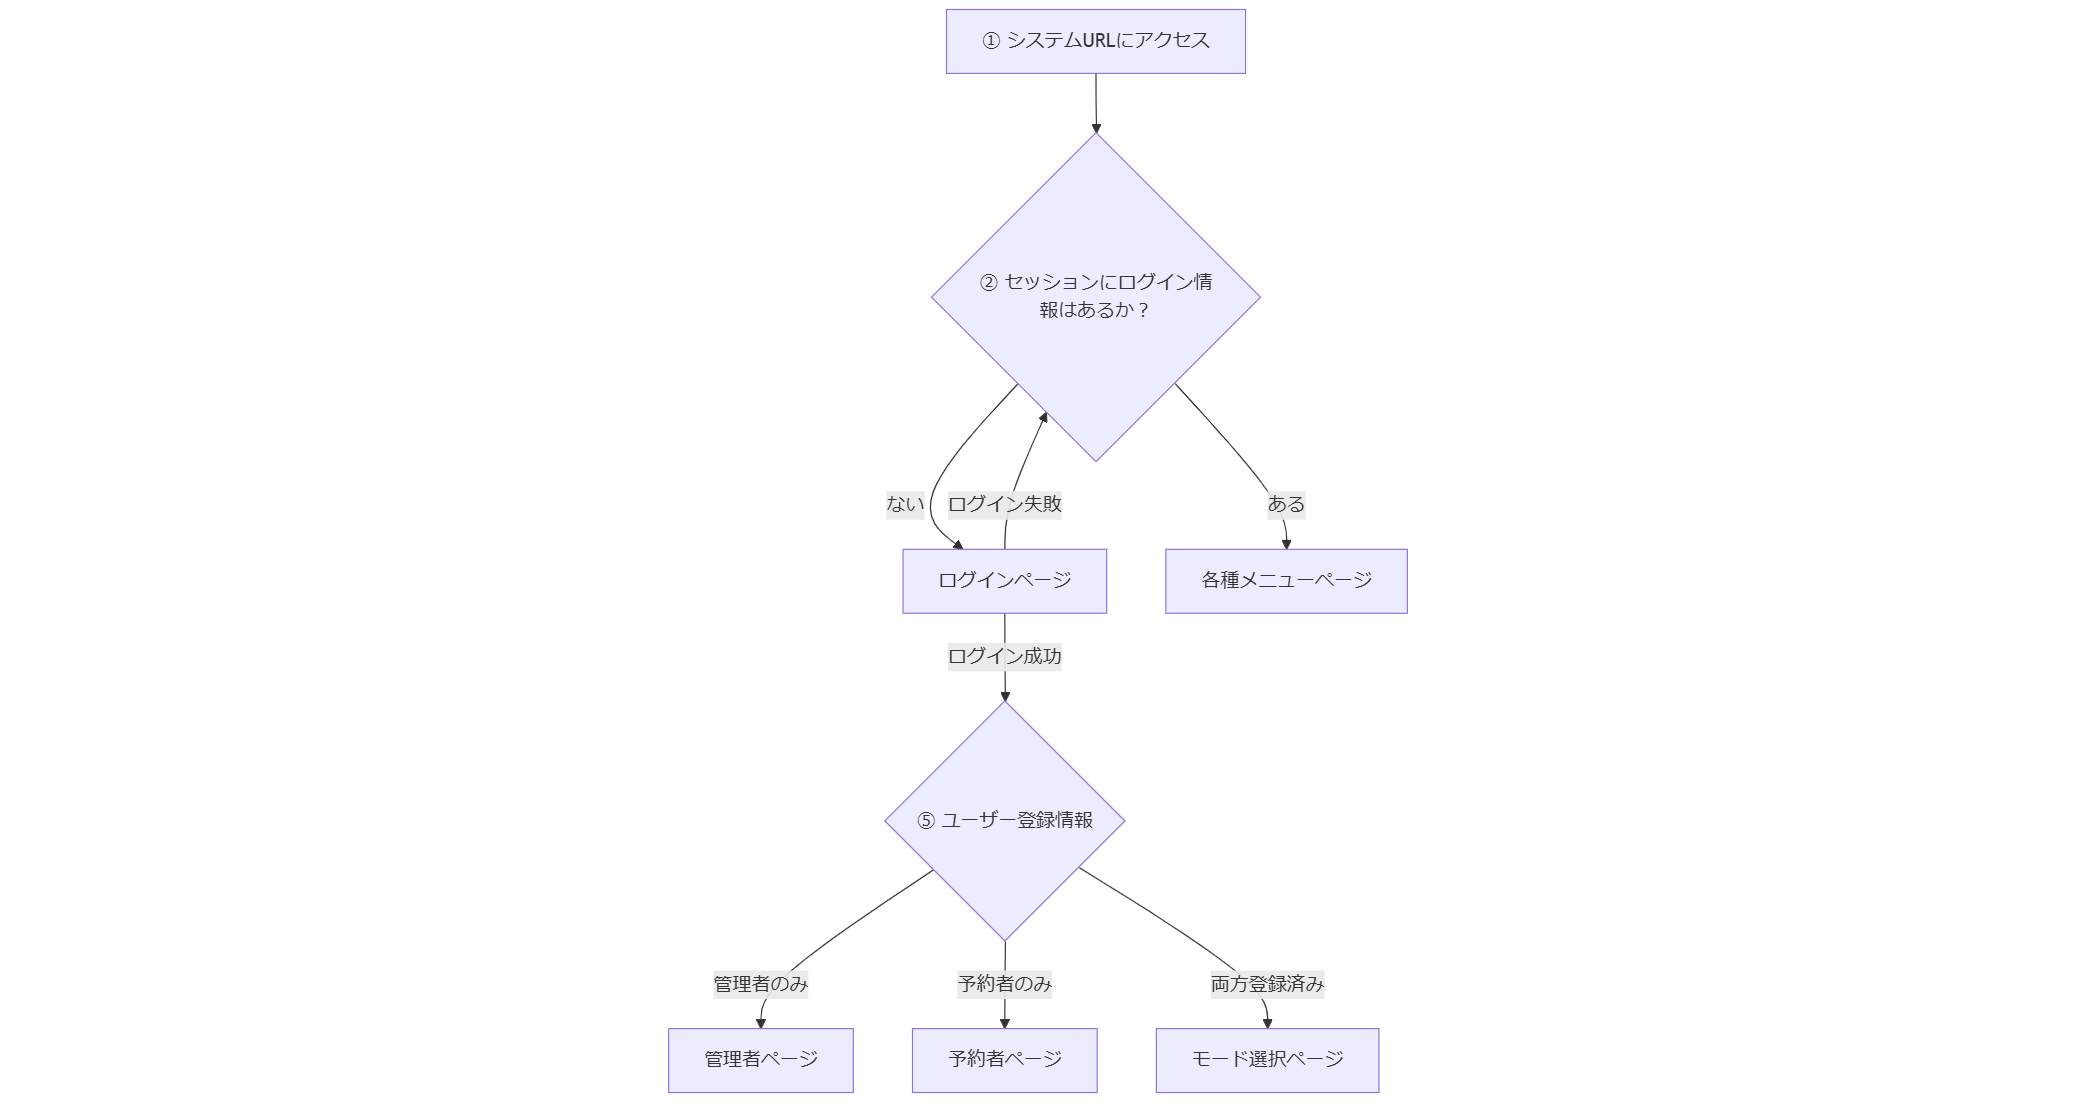 ① システムURLにアクセス
② セッションにログイン情
報はあるか？
ない
ログイン失敗
ある
ログインページ
各種メニューページ
ログイン成功
⑤ ユーザー登録情報
管理者のみ
予約者のみ
両方登録済み
管理者ページ
予約者ページ
モード選択ページ